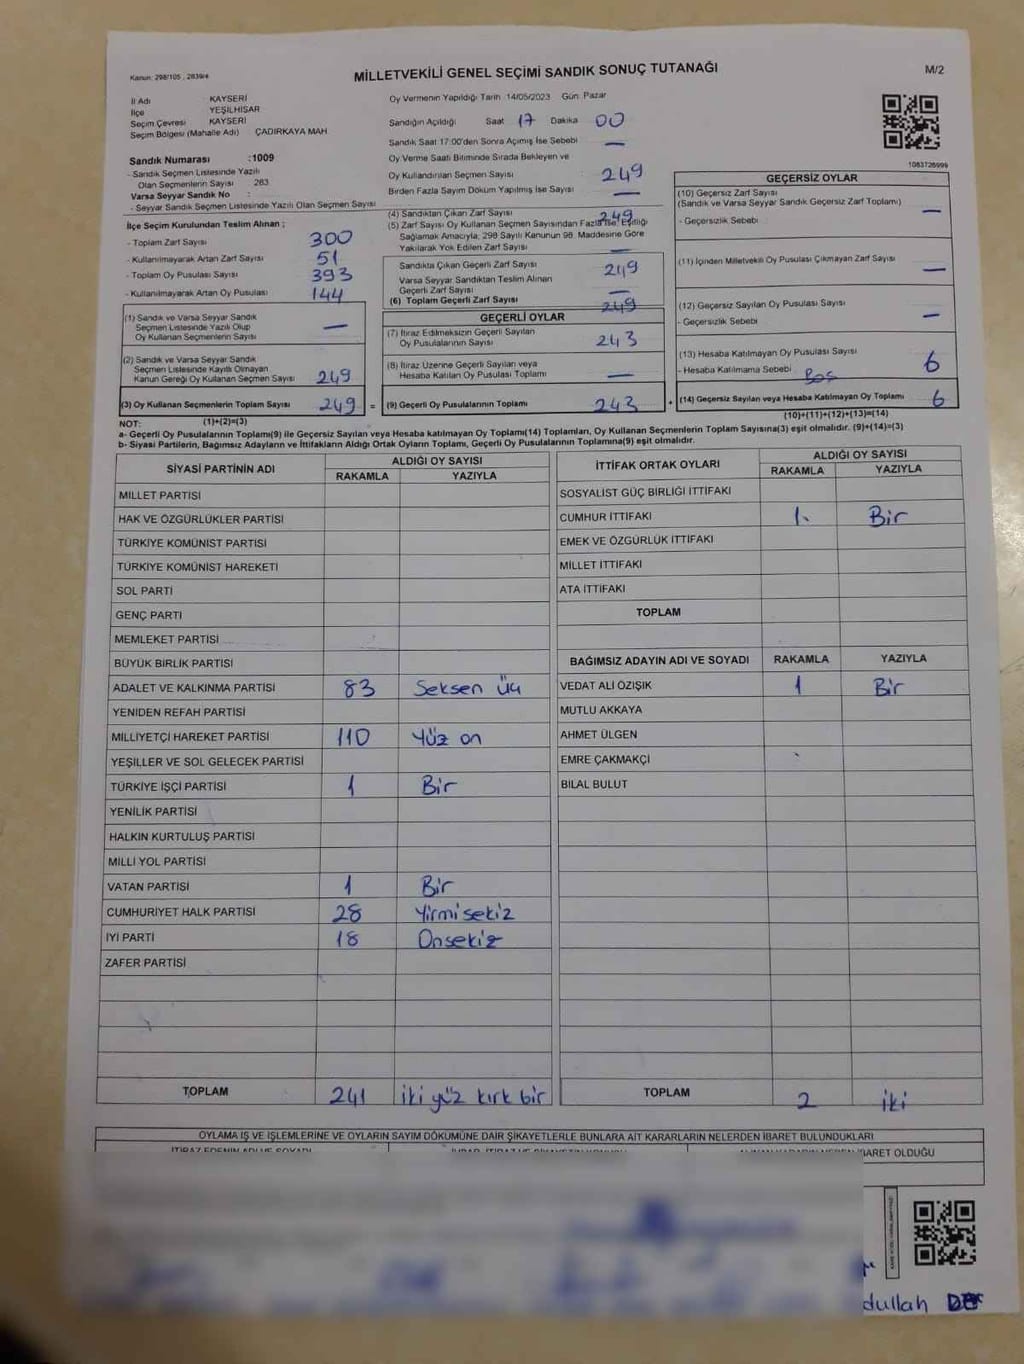 Kanun: 298/105, 2839/4
MİLLETVEKİLİ GENEL SEÇİMİ SANDIK SONUÇ TUTANAĞI
M/2
İl Adı KAYSERİ
İlçe YEŞİLHİSAR
Seçim Çevresi KAYSERİ
Seçim Bölgesi (Mahalle Adı) ÇADIRKAYA MAH
Sandık Numarası :1009
- Sandık Seçmen Listesinde Yazılı
Olan Seçmenlerin Sayısı : 283
Varsa Seyyar Sandık No :
- Seyyar Sandık Seçmen Listesinde Yazılı Olan Seçmen Sayısı
Oy Vermenin Yapıldığı Tarih 14/05/2023 Gün Pazar
Sandığın Açıldığı Saat 17 Dakika 00
Sandık Saat 17:00'den Sonra Açımış İse Sebebi —
Oy Verme Saati Bitiminde Sırada Bekleyen ve
Oy Kullandırılan Seçmen Sayısı 249
Birden Fazla Sayım Döküm Yapılmış İse Sayısı —
1083726999
İlçe Seçim Kurulundan Teslim Alınan ;
- Toplam Zarf Sayısı 300
- Kullanılmayarak Artan Zarf Sayısı 51
- Toplam Oy Pusulası Sayısı 393
- Kullanılmayarak Artan Oy Pusulası 144
(1) Sandık ve Varsa Seyyar Sandık
Seçmen Listesinde Yazılı Olup
Oy Kullanan Seçmenlerin Sayısı —
(2) Sandık ve Varsa Seyyar Sandık
Seçmen Listesinde Kayıtlı Olmayan
Kanun Gereği Oy Kullanan Seçmen Sayısı 249
(3) Oy Kullanan Seçmenlerin Toplam Sayısı 249 =
(4) Sandıktan Çıkan Zarf Sayısı 249
(5) Zarf Sayısı Oy Kullanan Seçmen Sayısından Fazla İse, Eşitliği
Sağlamak Amacıyla, 298 Sayılı Kanunun 98. Maddesine Göre
Yakılarak Yok Edilen Zarf Sayısı —
Sandıkta Çıkan Geçerli Zarf Sayısı 249
Varsa Seyyar Sandıktan Teslim Alınan
Geçerli Zarf Sayısı —
(6) Toplam Geçerli Zarf Sayısı 249
GEÇERLİ OYLAR
(7) İtiraz Edilmeksizin Geçerli Sayılan
Oy Pusulalarının Sayısı 243
(8) İtiraz Üzerine Geçerli Sayılan veya
Hesaba Katılan Oy Pusulası Toplamı —
(9) Geçerli Oy Pusulalarının Toplamı 243 +
GEÇERSİZ OYLAR
(10) Geçersiz Zarf Sayısı
(Sandık ve Varsa Seyyar Sandık Geçersiz Zarf Toplamı) —
- Geçersizlik Sebebi
(11) İçinden Milletvekili Oy Pusulası Çıkmayan Zarf Sayısı —
(12) Geçersiz Sayılan Oy Pusulası Sayısı —
- Geçersizlik Sebebi
(13) Hesaba Katılmayan Oy Pusulası Sayısı 6
- Hesaba Katılmama Sebebi Boş
(14) Geçersiz Sayılan veya Hesaba Katılmayan Oy Toplamı 6
NOT: (1)+(2)=(3)
(10)+(11)+(12)+(13)=(14)
a- Geçerli Oy Pusulalarının Toplamı(9) ile Geçersiz Sayılan veya Hesaba katılmayan Oy Toplamı(14) Toplamları, Oy Kullanan Seçmenlerin Toplam Sayısına(3) eşit olmalıdır. (9)+(14)=(3)
b- Siyasi Partilerin, Bağımsız Adayların ve İttifakların Aldığı Ortak Oyların Toplamı, Geçerli Oy Pusulalarının Toplamına(9) eşit olmalıdır.
SİYASİ PARTİNİN ADI ALDIĞI OY SAYISI
RAKAMLA YAZIYLA
MİLLET PARTİSİ
HAK VE ÖZGÜRLÜKLER PARTİSİ
TÜRKİYE KOMÜNİST PARTİSİ
TÜRKİYE KOMÜNİST HAREKETİ
SOL PARTİ
GENÇ PARTİ
MEMLEKET PARTİSİ
BÜYÜK BİRLİK PARTİSİ
ADALET VE KALKINMA PARTİSİ 83 Seksen Üç
YENİDEN REFAH PARTİSİ
MİLLİYETÇİ HAREKET PARTİSİ 110 Yüz on
YEŞİLLER VE SOL GELECEK PARTİSİ
TÜRKİYE İŞÇİ PARTİSİ 1 Bir
YENİLİK PARTİSİ
HALKIN KURTULUŞ PARTİSİ
MİLLİ YOL PARTİSİ
VATAN PARTİSİ 1 Bir
CUMHURİYET HALK PARTİSİ 28 Yirmisekiz
İYİ PARTİ 18 Onsekiz
ZAFER PARTİSİ
TOPLAM 241 iki yüz kırk bir
İTTİFAK ORTAK OYLARI ALDIĞI OY SAYISI
RAKAMLA YAZIYLA
SOSYALİST GÜÇ BİRLİĞİ İTTİFAKI
CUMHUR İTTİFAKI 1. Bir
EMEK VE ÖZGÜRLÜK İTTİFAKI
MİLLET İTTİFAKI
ATA İTTİFAKI
TOPLAM
BAĞIMSIZ ADAYIN ADI VE SOYADI RAKAMLA YAZIYLA
VEDAT ALİ ÖZIŞIK 1 Bir
MUTLU AKKAYA
AHMET ÜLGEN
EMRE ÇAKMAKÇİ
BİLAL BULUT
TOPLAM 2 iki
OYLAMA İŞ VE İŞLEMLERİNE VE OYLARIN SAYIM DÖKÜMÜNE DAİR ŞİKAYETLERLE BUNLARA AİT KARARLARIN NELERDEN İBARET BULUNDUKLARI
İBARET OLDUĞU
dullah